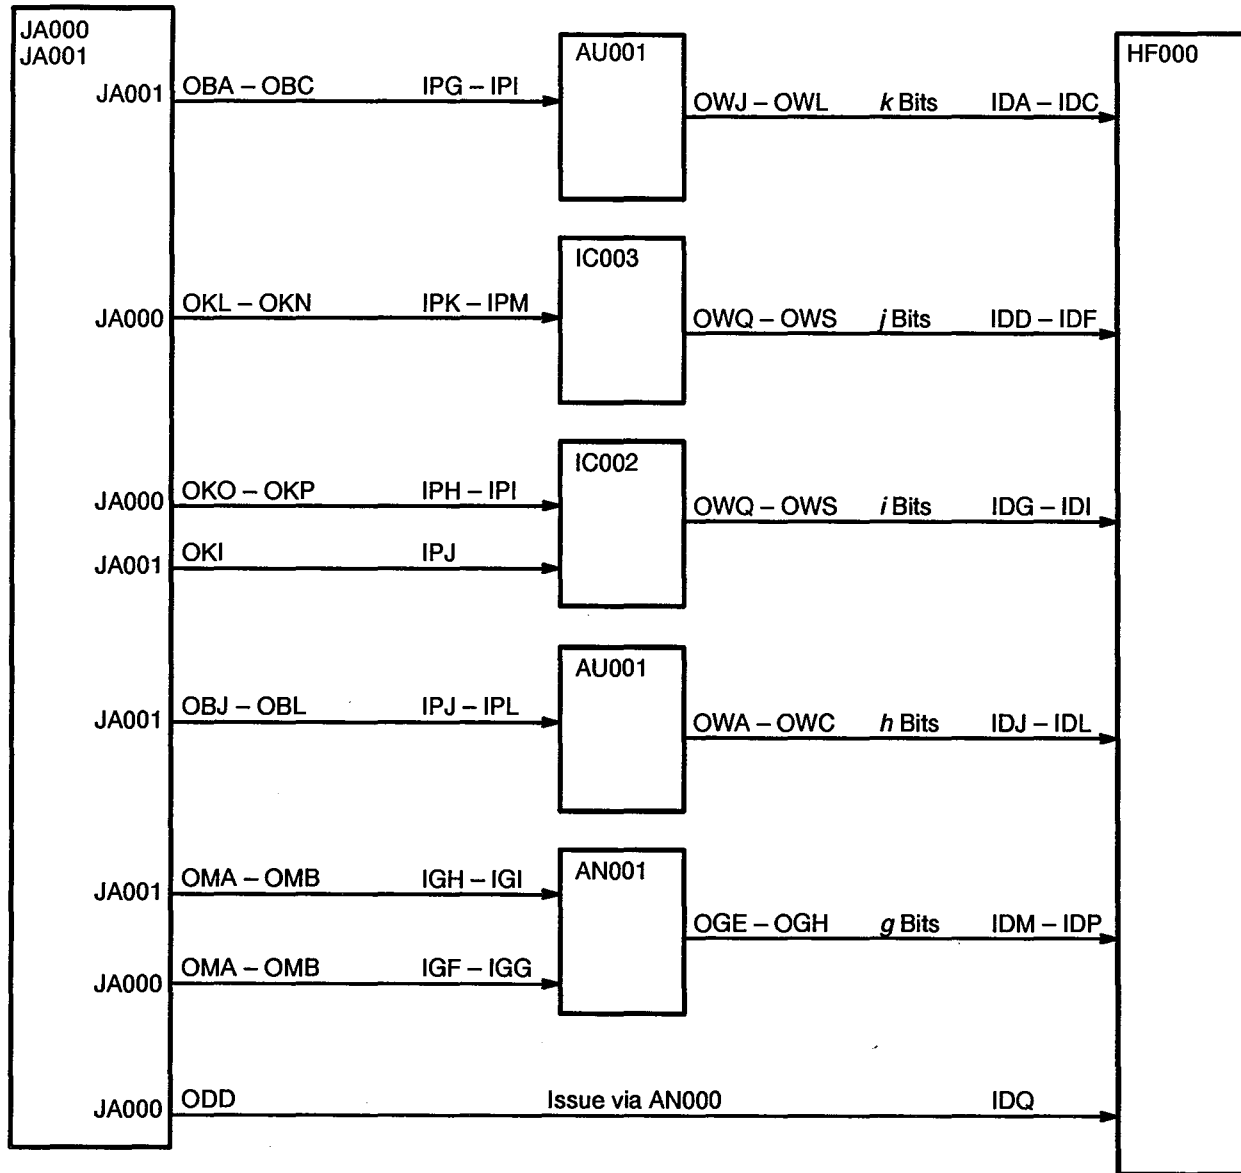 JA000
JA001
AU001
HF000
JA001 OBA – OBC IPG – IPI
OWJ – OWL k Bits IDA – IDC
IC003
JA000 OKL – OKN IPK – IPM
OWQ – OWS j Bits IDD – IDF
IC002
JA000 OKO – OKP IPH – IPI
OWQ – OWS i Bits IDG – IDI
JA001 OKI IPJ
AU001
JA001 OBJ – OBL IPJ – IPL
OWA – OWC h Bits IDJ – IDL
AN001
JA001 OMA – OMB IGH – IGI
OGE – OGH g Bits IDM – IDP
JA000 OMA – OMB IGF – IGG
JA000 ODD Issue via AN000 IDQ